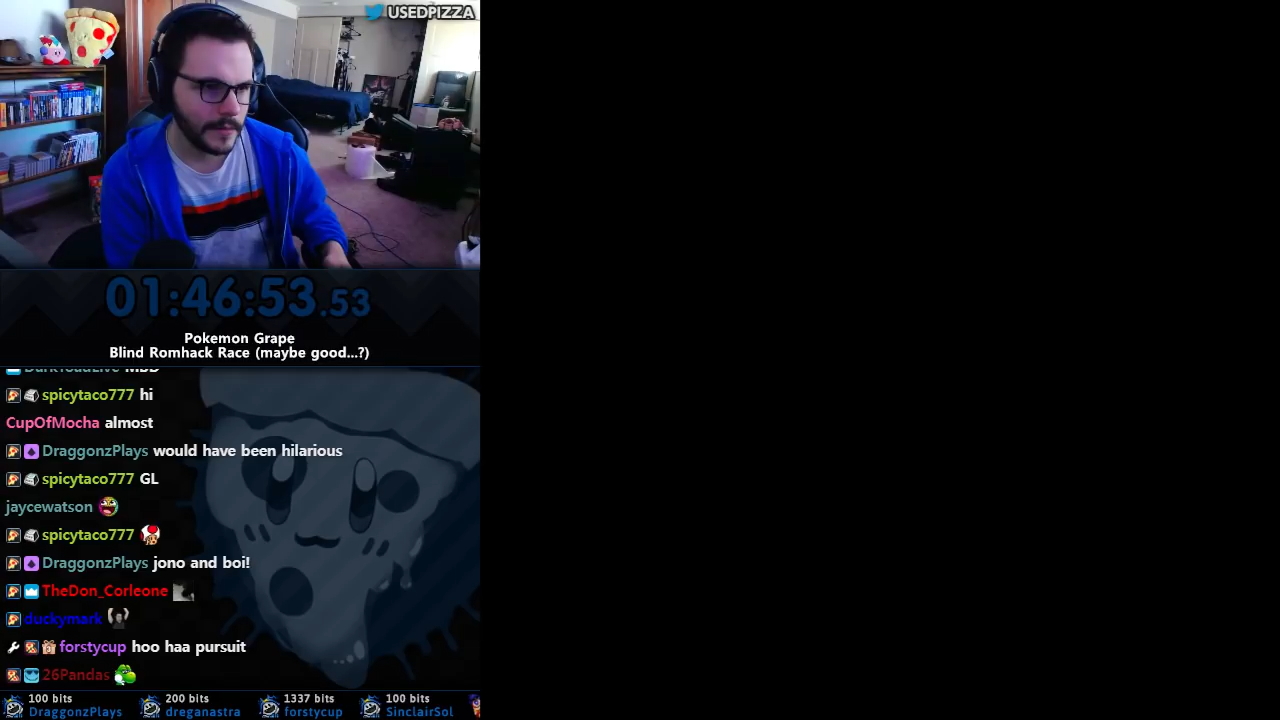 USEDPIZZA
01:46:53.53
Pokemon Grape
Blind Romhack Race (maybe good...?)
spicytaco777 hi
CupOfMocha almost
DraggonzPlays would have been hilarious
spicytaco777 GL
jaycewatson
spicytaco777
DraggonzPlays jono and boi!
TheDon_Corleone
duckymark
forstycup hoo haa pursuit
26Pandas
100 bits
DraggonzPlays
200 bits
dreganastra
1337 bits
forstycup
100 bits
SinclairSol